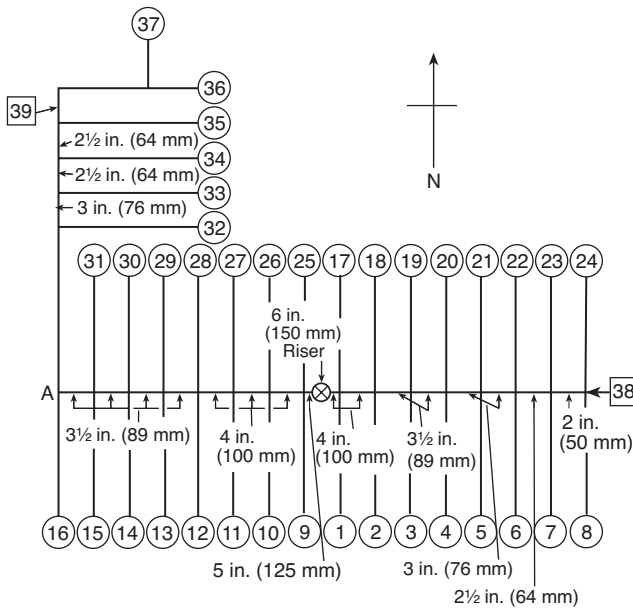 37
36
39
35
2½ in. (64 mm)
34
2½ in. (64 mm)
33
3 in. (76 mm)
32
N
31 30 29 28 27 26 25 17 18 19 20 21 22 23 24
6 in.
(150 mm)
Riser
A
38
3½ in. (89 mm)
4 in.
(100 mm)
4 in.
(100 mm)
3½ in.
(89 mm)
2 in.
(50 mm)
16 15 14 13 12 11 10 9 1 2 3 4 5 6 7 8
5 in. (125 mm)
3 in. (76 mm)
2½ in. (64 mm)